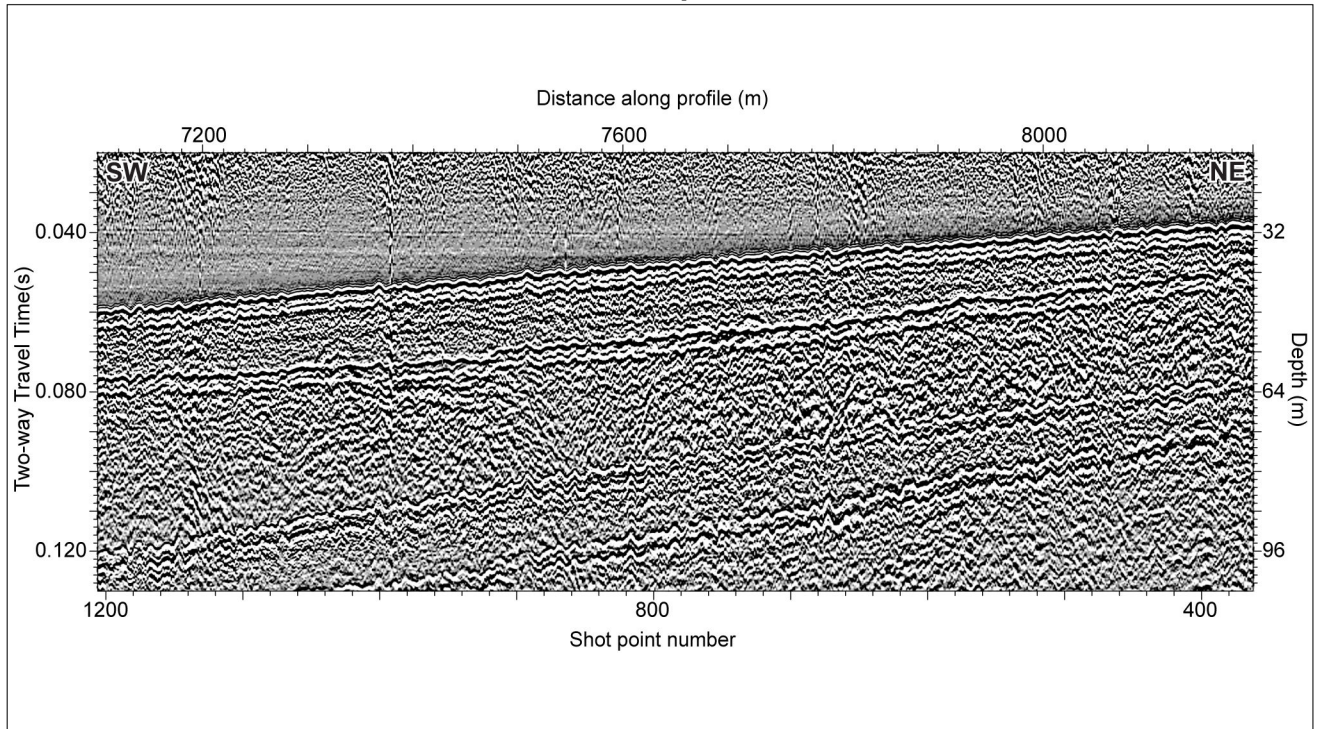 Distance along profile (m)
7200 7600 8000
SW NE
0.040 32
0.080 64
0.120 96
Two-way Travel Time(s)
Depth (m)
1200 800 400
Shot point number